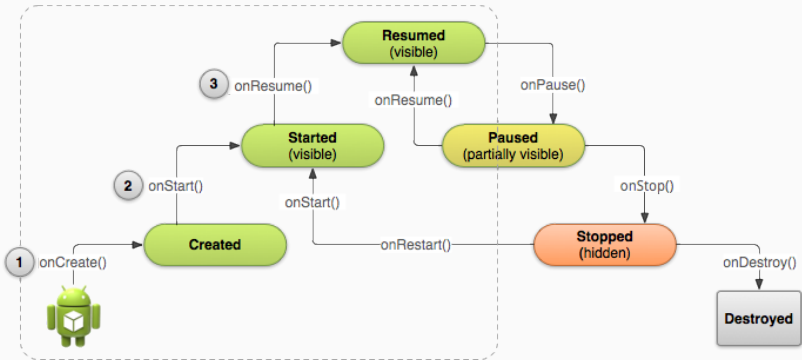 Resumed
(visible)
3
onResume()
onPause()
onResume()
Started
(visible)
Paused
(partially visible)
2
onStart()
onStart()
onStop()
Created
onRestart()
Stopped
(hidden)
1
onCreate()
onDestroy()
Destroyed